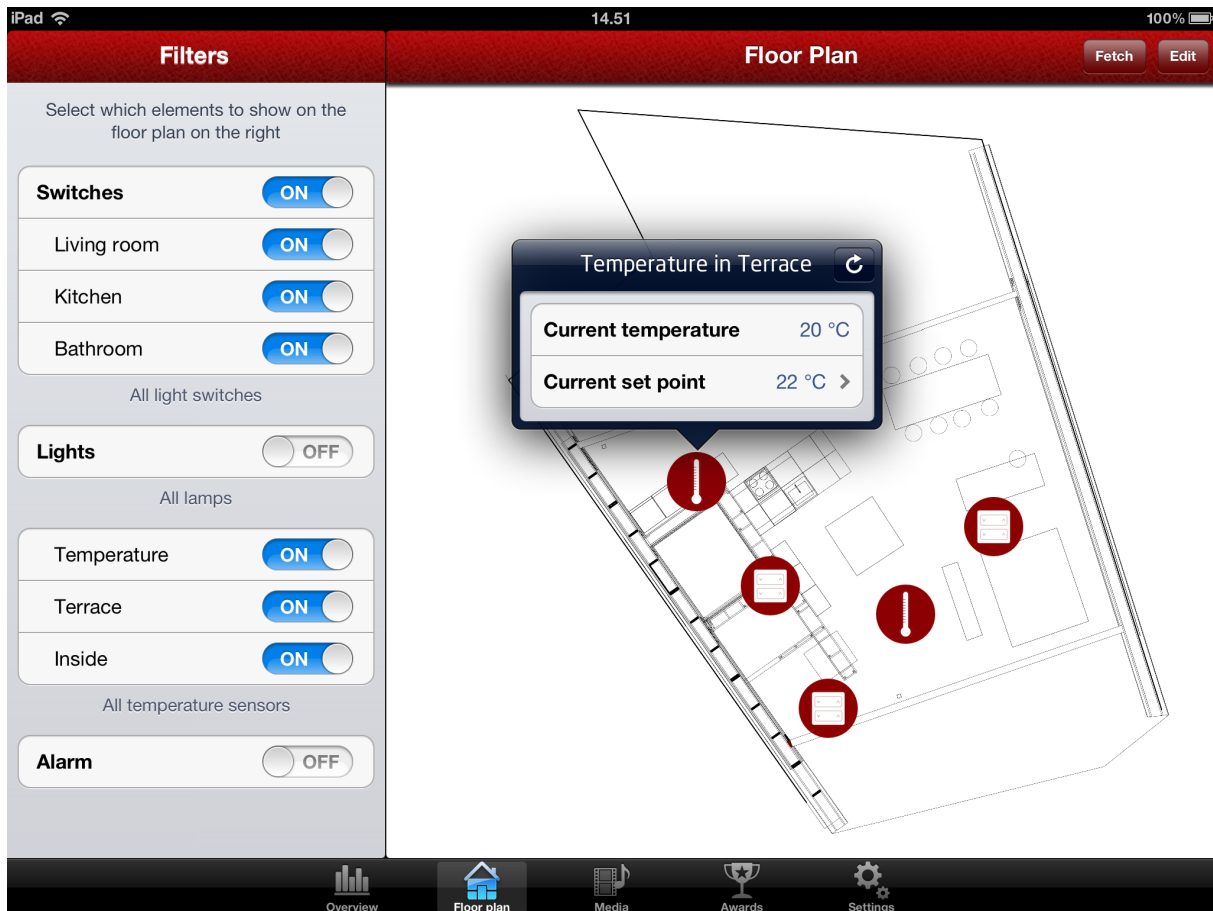 iPad 14.51 100%
Filters
Floor Plan
Fetch Edit
Select which elements to show on the
floor plan on the right
Switches ON
Living room ON
Kitchen ON
Bathroom ON
All light switches
Lights OFF
All lamps
Temperature ON
Terrace ON
Inside ON
All temperature sensors
Alarm OFF
Temperature in Terrace
Current temperature 20 °C
Current set point 22 °C
Overview Floor plan Media Awards Settings